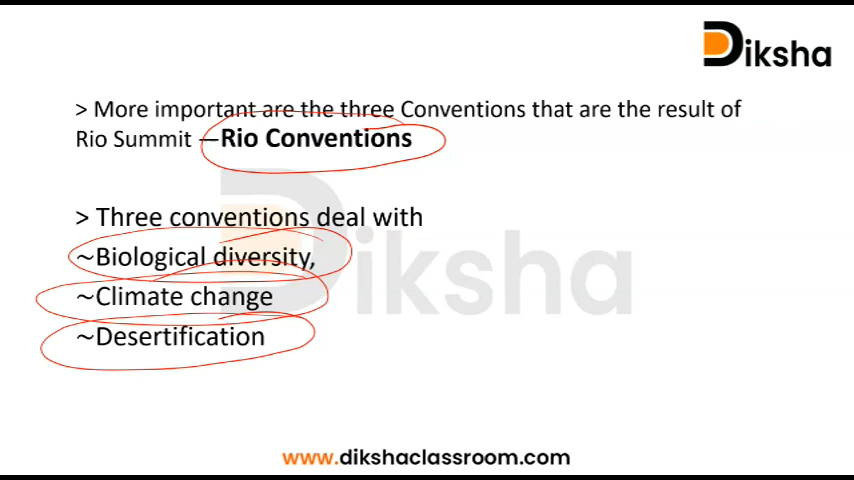 Diksha
> More important are the three Conventions that are the result of
Rio Summit —Rio Conventions
> Three conventions deal with
~Biological diversity,
~Climate change
~Desertification
Diksha
www.dikshaclassroom.com